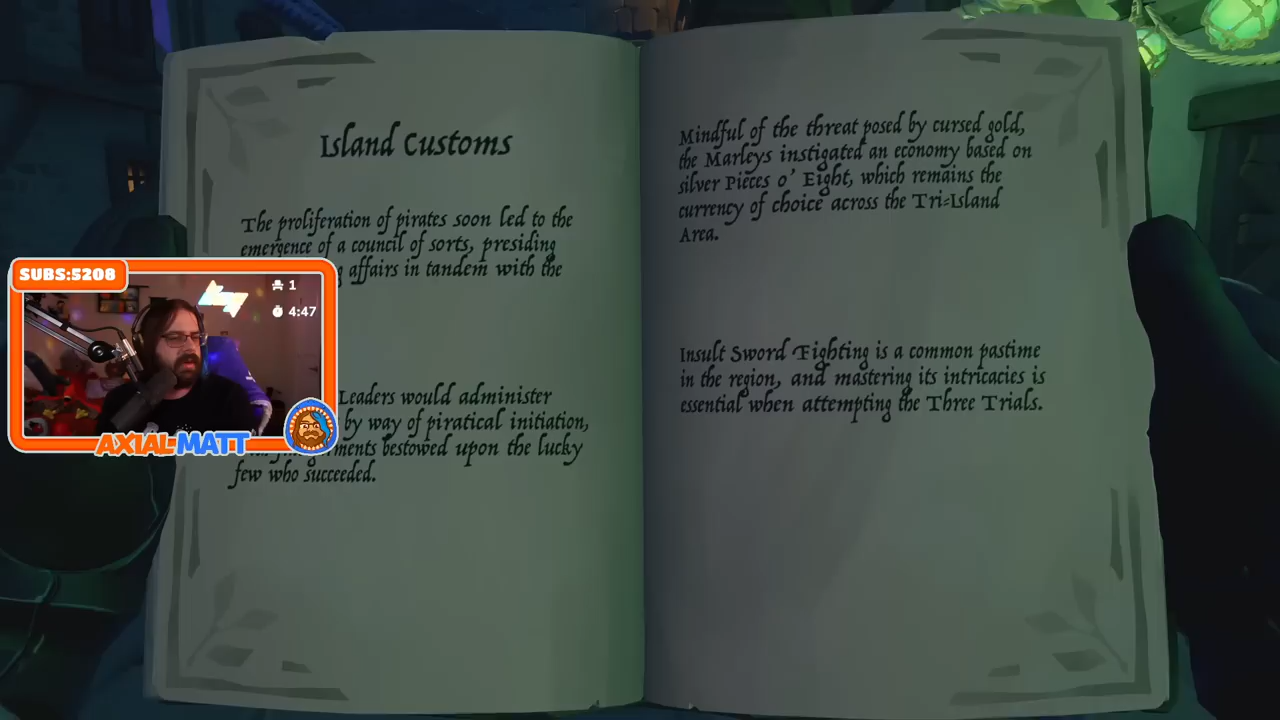 Island Customs
The proliferation of pirates soon led to the
emergence of a council of sorts, presiding
affairs in tandem with the
Leaders would administer
by way of piratical initiation,
bestowed upon the lucky
few who succeeded.
Mindful of the threat posed by cursed gold,
the Marleys instigated an economy based on
silver Pieces o' Eight, which remains the
currency of choice across the Tri-Island
Area.
Insult Sword Fighting is a common pastime
in the region, and mastering its intricacies is
essential when attempting the Three Trials.
SUBS:5208
1
4:47
AXIALMATT